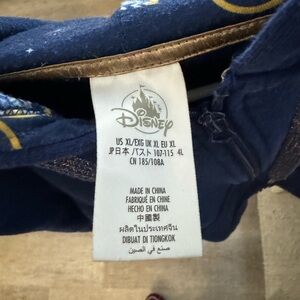 Disney
US XL/EXG UK XL EU XL
JP日本 バスト 107-115 4L
CN 185/108A
MADE IN CHINA
FABRIQUÉ EN CHINE
HECHO EN CHINA
中國製
ผลิตในประเทศจีน
DIBUAT DI TIONGKOK
صنع في الصين